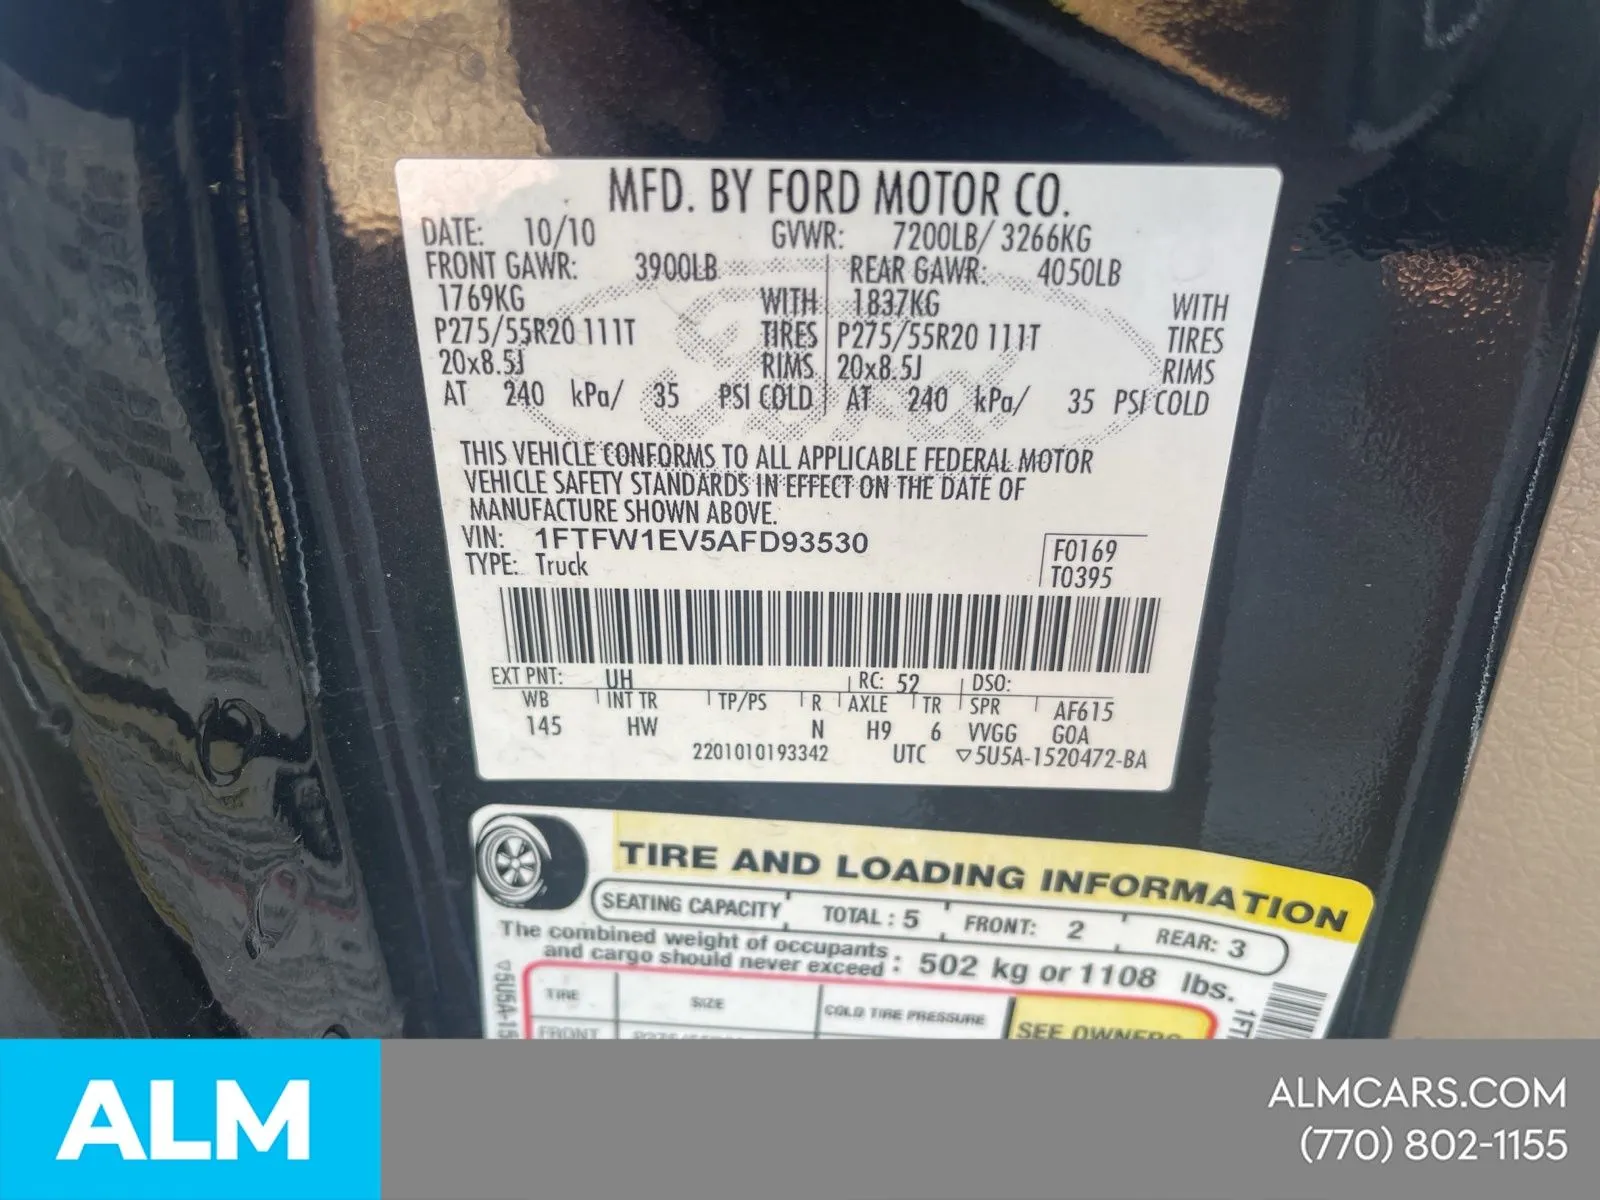 MFD. BY FORD MOTOR CO.
DATE: 10/10 GVWR: 7200LB/ 3266KG
FRONT GAWR: 3900LB REAR GAWR: 4050LB
1769KG WITH 1837KG WITH
P275/55R20 111T TIRES P275/55R20 111T TIRES
20x8.5J RIMS 20x8.5J RIMS
AT 240 kPa/ 35 PSI COLD AT 240 kPa/ 35 PSI COLD
THIS VEHICLE CONFORMS TO ALL APPLICABLE FEDERAL MOTOR
VEHICLE SAFETY STANDARDS IN EFFECT ON THE DATE OF
MANUFACTURE SHOWN ABOVE.
VIN: 1FTFW1EV5AFD93530
TYPE: Truck
F0169
T0395
EXT PNT: UH RC: 52 DSO:
WB INT TR TP/PS R AXLE TR SPR AF615
145 HW N H9 6 VVGG GOA
2201010193342 UTC ▽5U5A-1520472-BA
TIRE AND LOADING INFORMATION
SEATING CAPACITY TOTAL : 5 FRONT: 2 REAR: 3
The combined weight of occupants
and cargo should never exceed : 502 kg or 1108 lbs.
TIRE SIZE COLD TIRE PRESSURE SEE OWNERS
FRONT
▽5U5A-15
1FT
ALM
ALMCARS.COM
(770) 802-1155